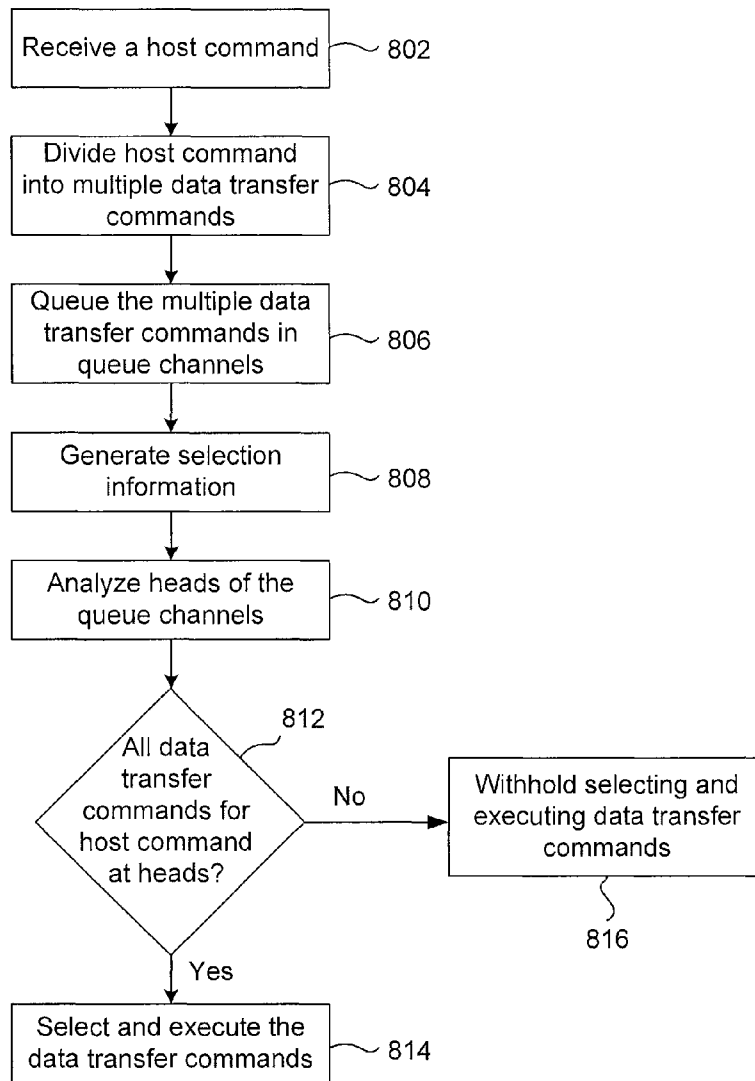 Receive a host command
802
Divide host command
into multiple data transfer
commands
804
Queue the multiple data
transfer commands in
queue channels
806
Generate selection
information
808
Analyze heads of the
queue channels
810
812
All data
transfer
commands for
host command
at heads?
No
Withhold selecting and
executing data transfer
commands
816
Yes
Select and execute the
data transfer commands
814